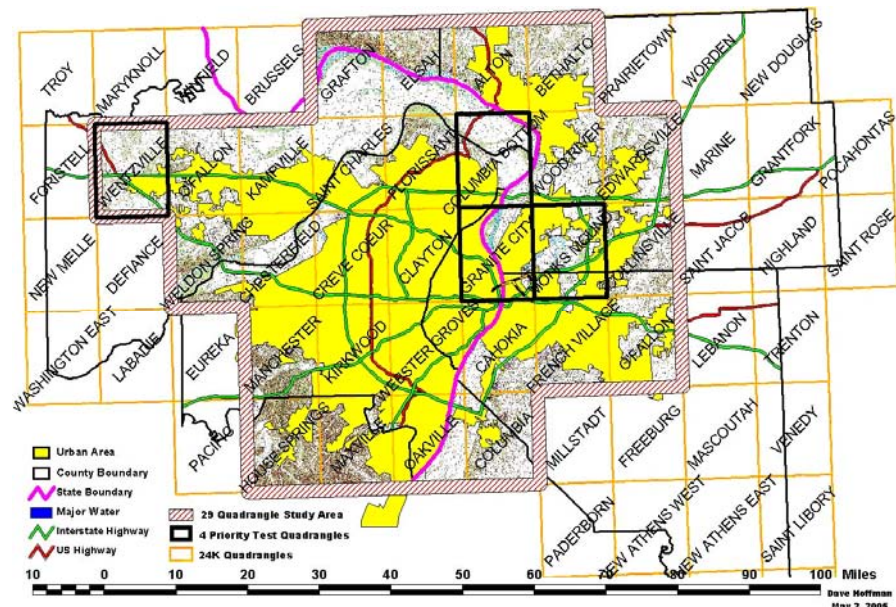 TROY
MARYKNOLL
WINFIELD
BRUSSELS
GRAFTON
ELSAH
ALTON
BETHALTO
PRAIRIETOWN
WORDEN
NEW DOUGLAS
FORISTELL
WENTZVILLE
O'FALLON
KAMPVILLE
SAINT CHARLES
FLORISSANT
COLUMBIA BOTTOM
WOOD RIVER
EDWARDSVILLE
MARINE
GRANTFORK
POCAHONTAS
NEW MELLE
DEFIANCE
WELDON SPRING
CHESTERFIELD
CREVE COEUR
CLAYTON
GRANITE CITY
MONKS MOUND
COLLINSVILLE
SAINT JACOB
HIGHLAND
SAINT ROSE
WASHINGTON EAST
LABADIE
EUREKA
MANCHESTER
KIRKWOOD
WEBSTER GROVES
CAHOKIA
FRENCH VILLAGE
O'FALLON
LEBANON
TRENTON
PACIFIC
HOUSE SPRINGS
MAXVILLE
OAKVILLE
COLUMBIA
MILLSTADT
FREEBURG
MASCOUTAH
VENEDY
PADERBORN
NEW ATHENS WEST
NEW ATHENS EAST
SAINT LIBORY
Urban Area
County Boundary
State Boundary
Major Water
Interstate Highway
US Highway
29 Quadrangle Study Area
4 Priority Test Quadrangles
24K Quadrangles
10 0 10 20 30 40 50 60 70 80 90 100 Miles
Dave Hoffman
May 2, 2005